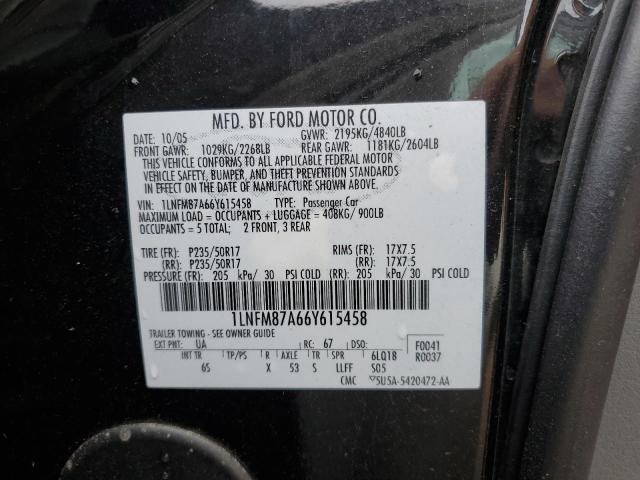 MFD. BY FORD MOTOR CO.
DATE: 10/05 GVWR: 2195KG/4840LB
FRONT GAWR: 1029KG/2268LB REAR GAWR: 1181KG/2604LB
THIS VEHICLE CONFORMS TO ALL APPLICABLE FEDERAL MOTOR
VEHICLE SAFETY, BUMPER, AND THEFT PREVENTION STANDARDS
IN EFFECT ON THE DATE OF MANUFACTURE SHOWN ABOVE.
VIN: 1LNFM87A66Y615458 TYPE: Passenger Car
MAXIMUM LOAD = OCCUPANTS + LUGGAGE = 408KG/ 900LB
OCCUPANTS = 5 TOTAL; 2 FRONT, 3 REAR
TIRE (FR): P235/50R17 RIMS (FR): 17X7.5
(RR): P235/50R17 (RR): 17X7.5
PRESSURE (FR): 205 kPa/ 30 PSI COLD (RR): 205 kPa/ 30 PSI COLD
1LNFM87A66Y615458
TRAILER TOWING - SEE OWNER GUIDE
EXT PNT: UA RC: 67 DSO: F0041
INT TR TP/PS R AXLE TR SPR 6LQ18 R0037
65 X 53 S LLFF S05
CMC 5U5A-5420472-AA